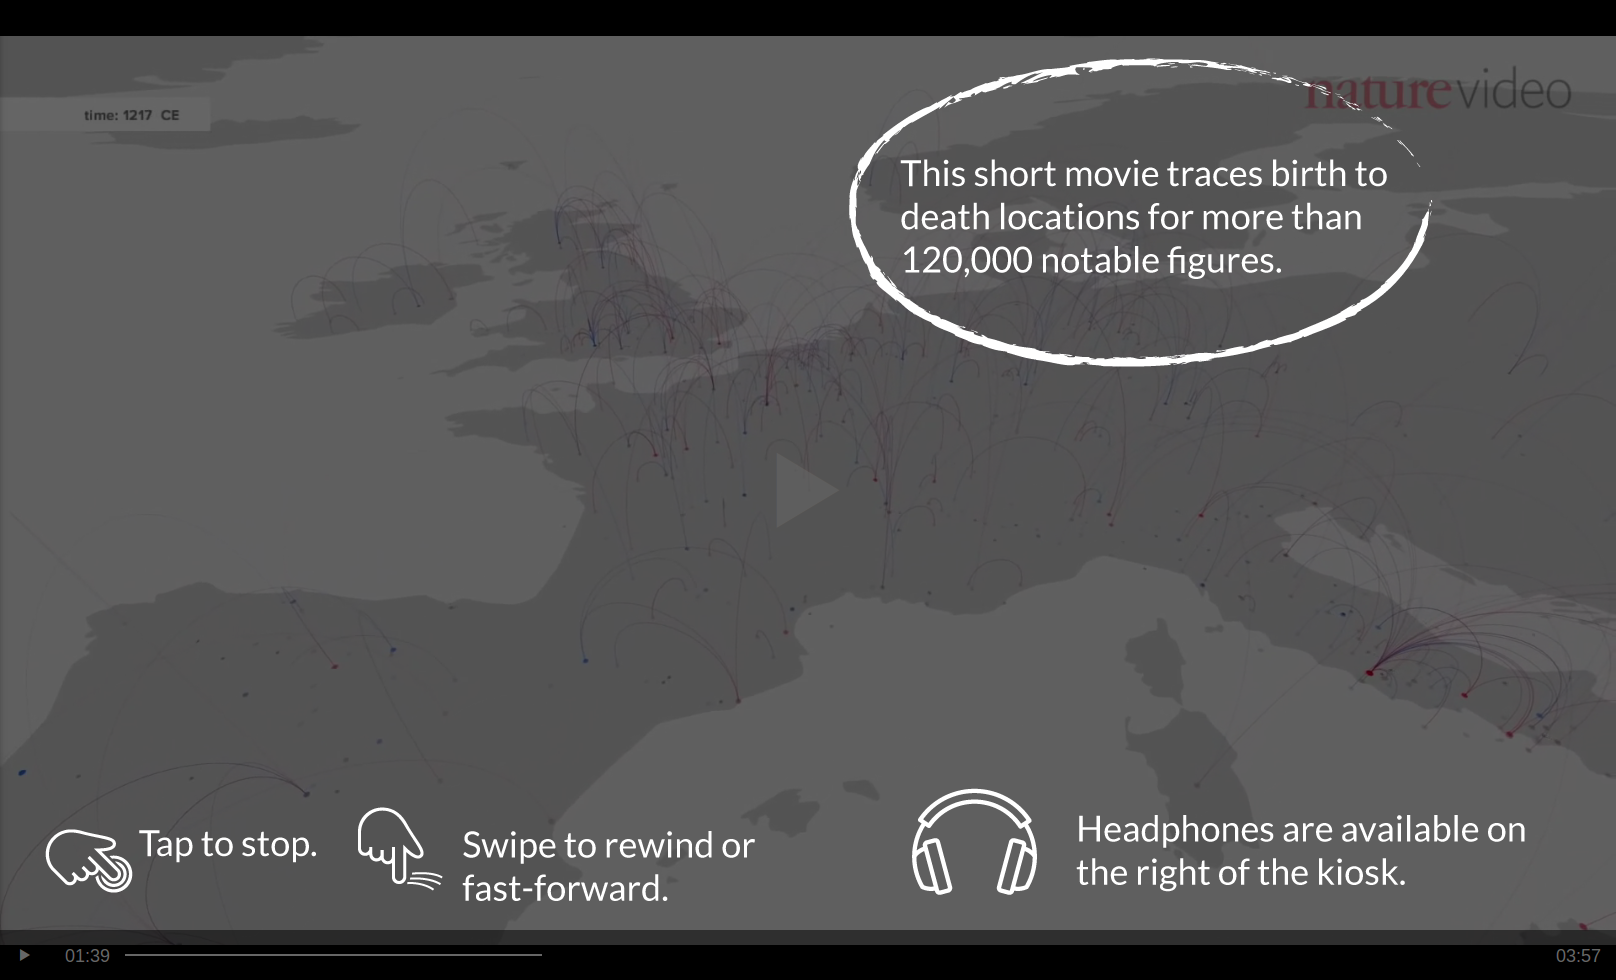 nature video
time: 1217 CE
This short movie traces birth to
death locations for more than
120,000 notable figures.
Tap to stop.
Swipe to rewind or
fast-forward.
Headphones are available on
the right of the kiosk.
01:39
03:57